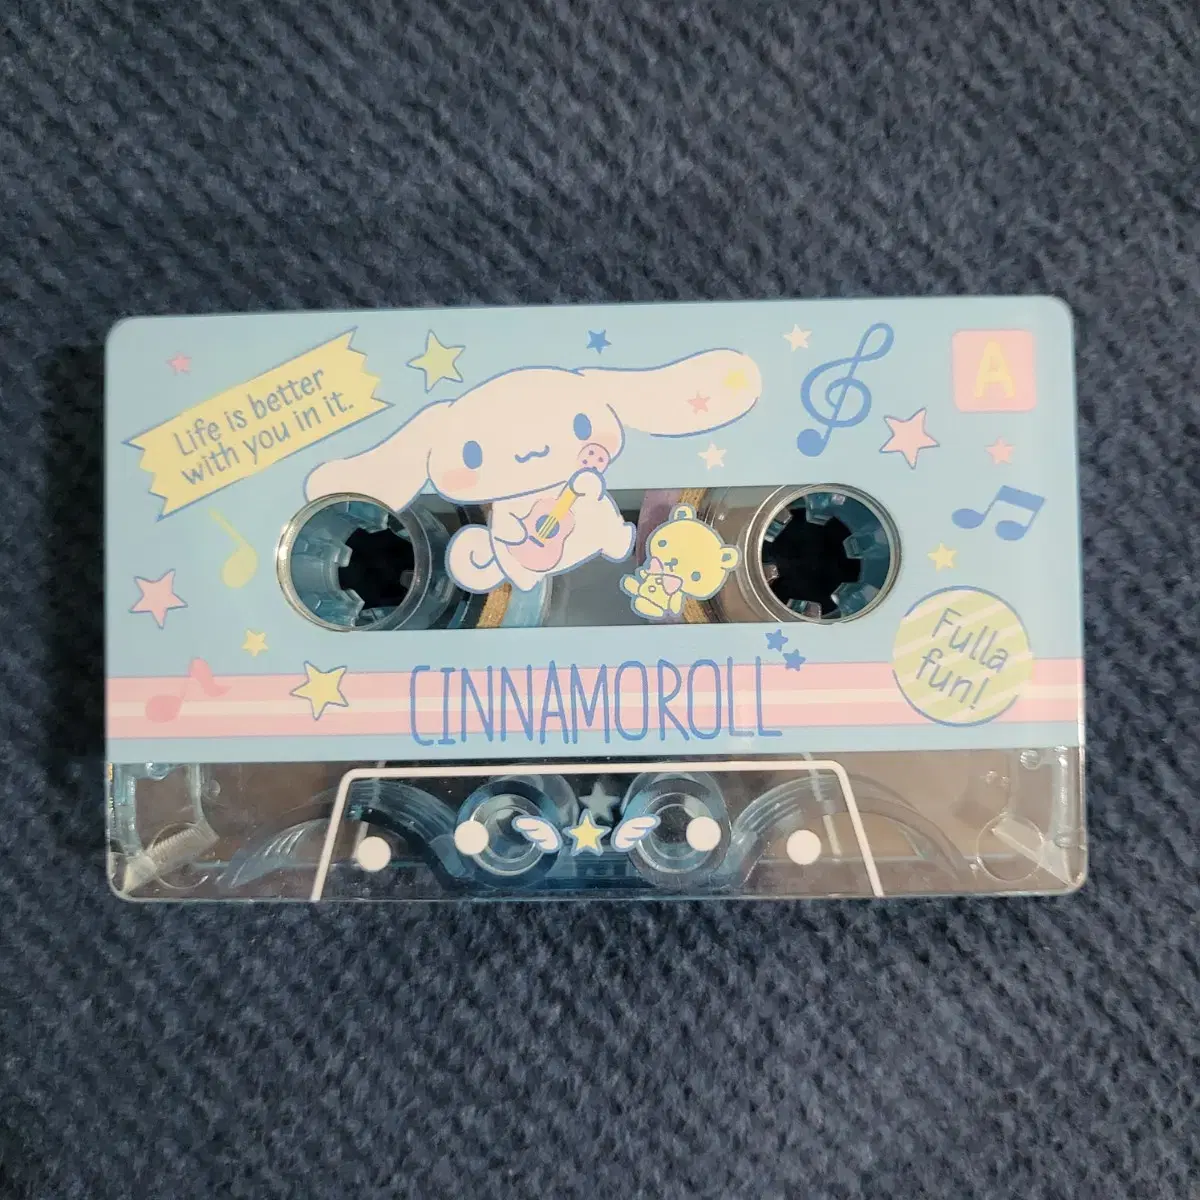 Life is better
with you in it.
A
Fulla
fun!
CINNAMOROLL